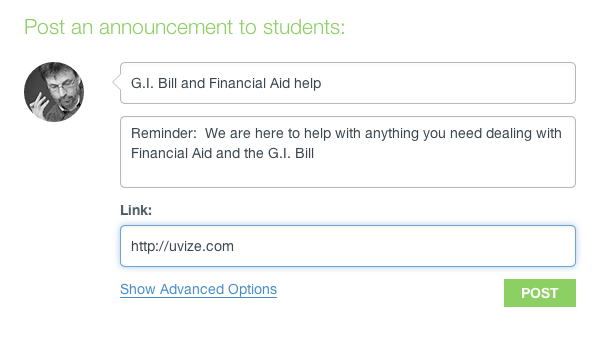 Post an announcement to students:
G.I. Bill and Financial Aid help
Reminder:  We are here to help with anything you need dealing with
Financial Aid and the G.I. Bill
Link:
http://uvize.com
Show Advanced Options
POST